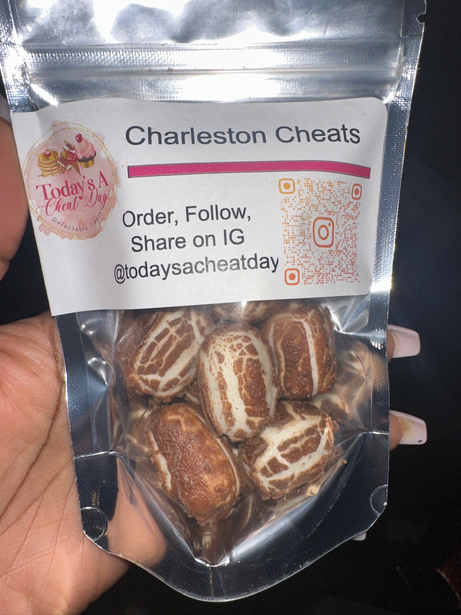 Charleston Cheats
Today's A
Cheat Day
Order, Follow,
Share on IG
@todaysacheatday